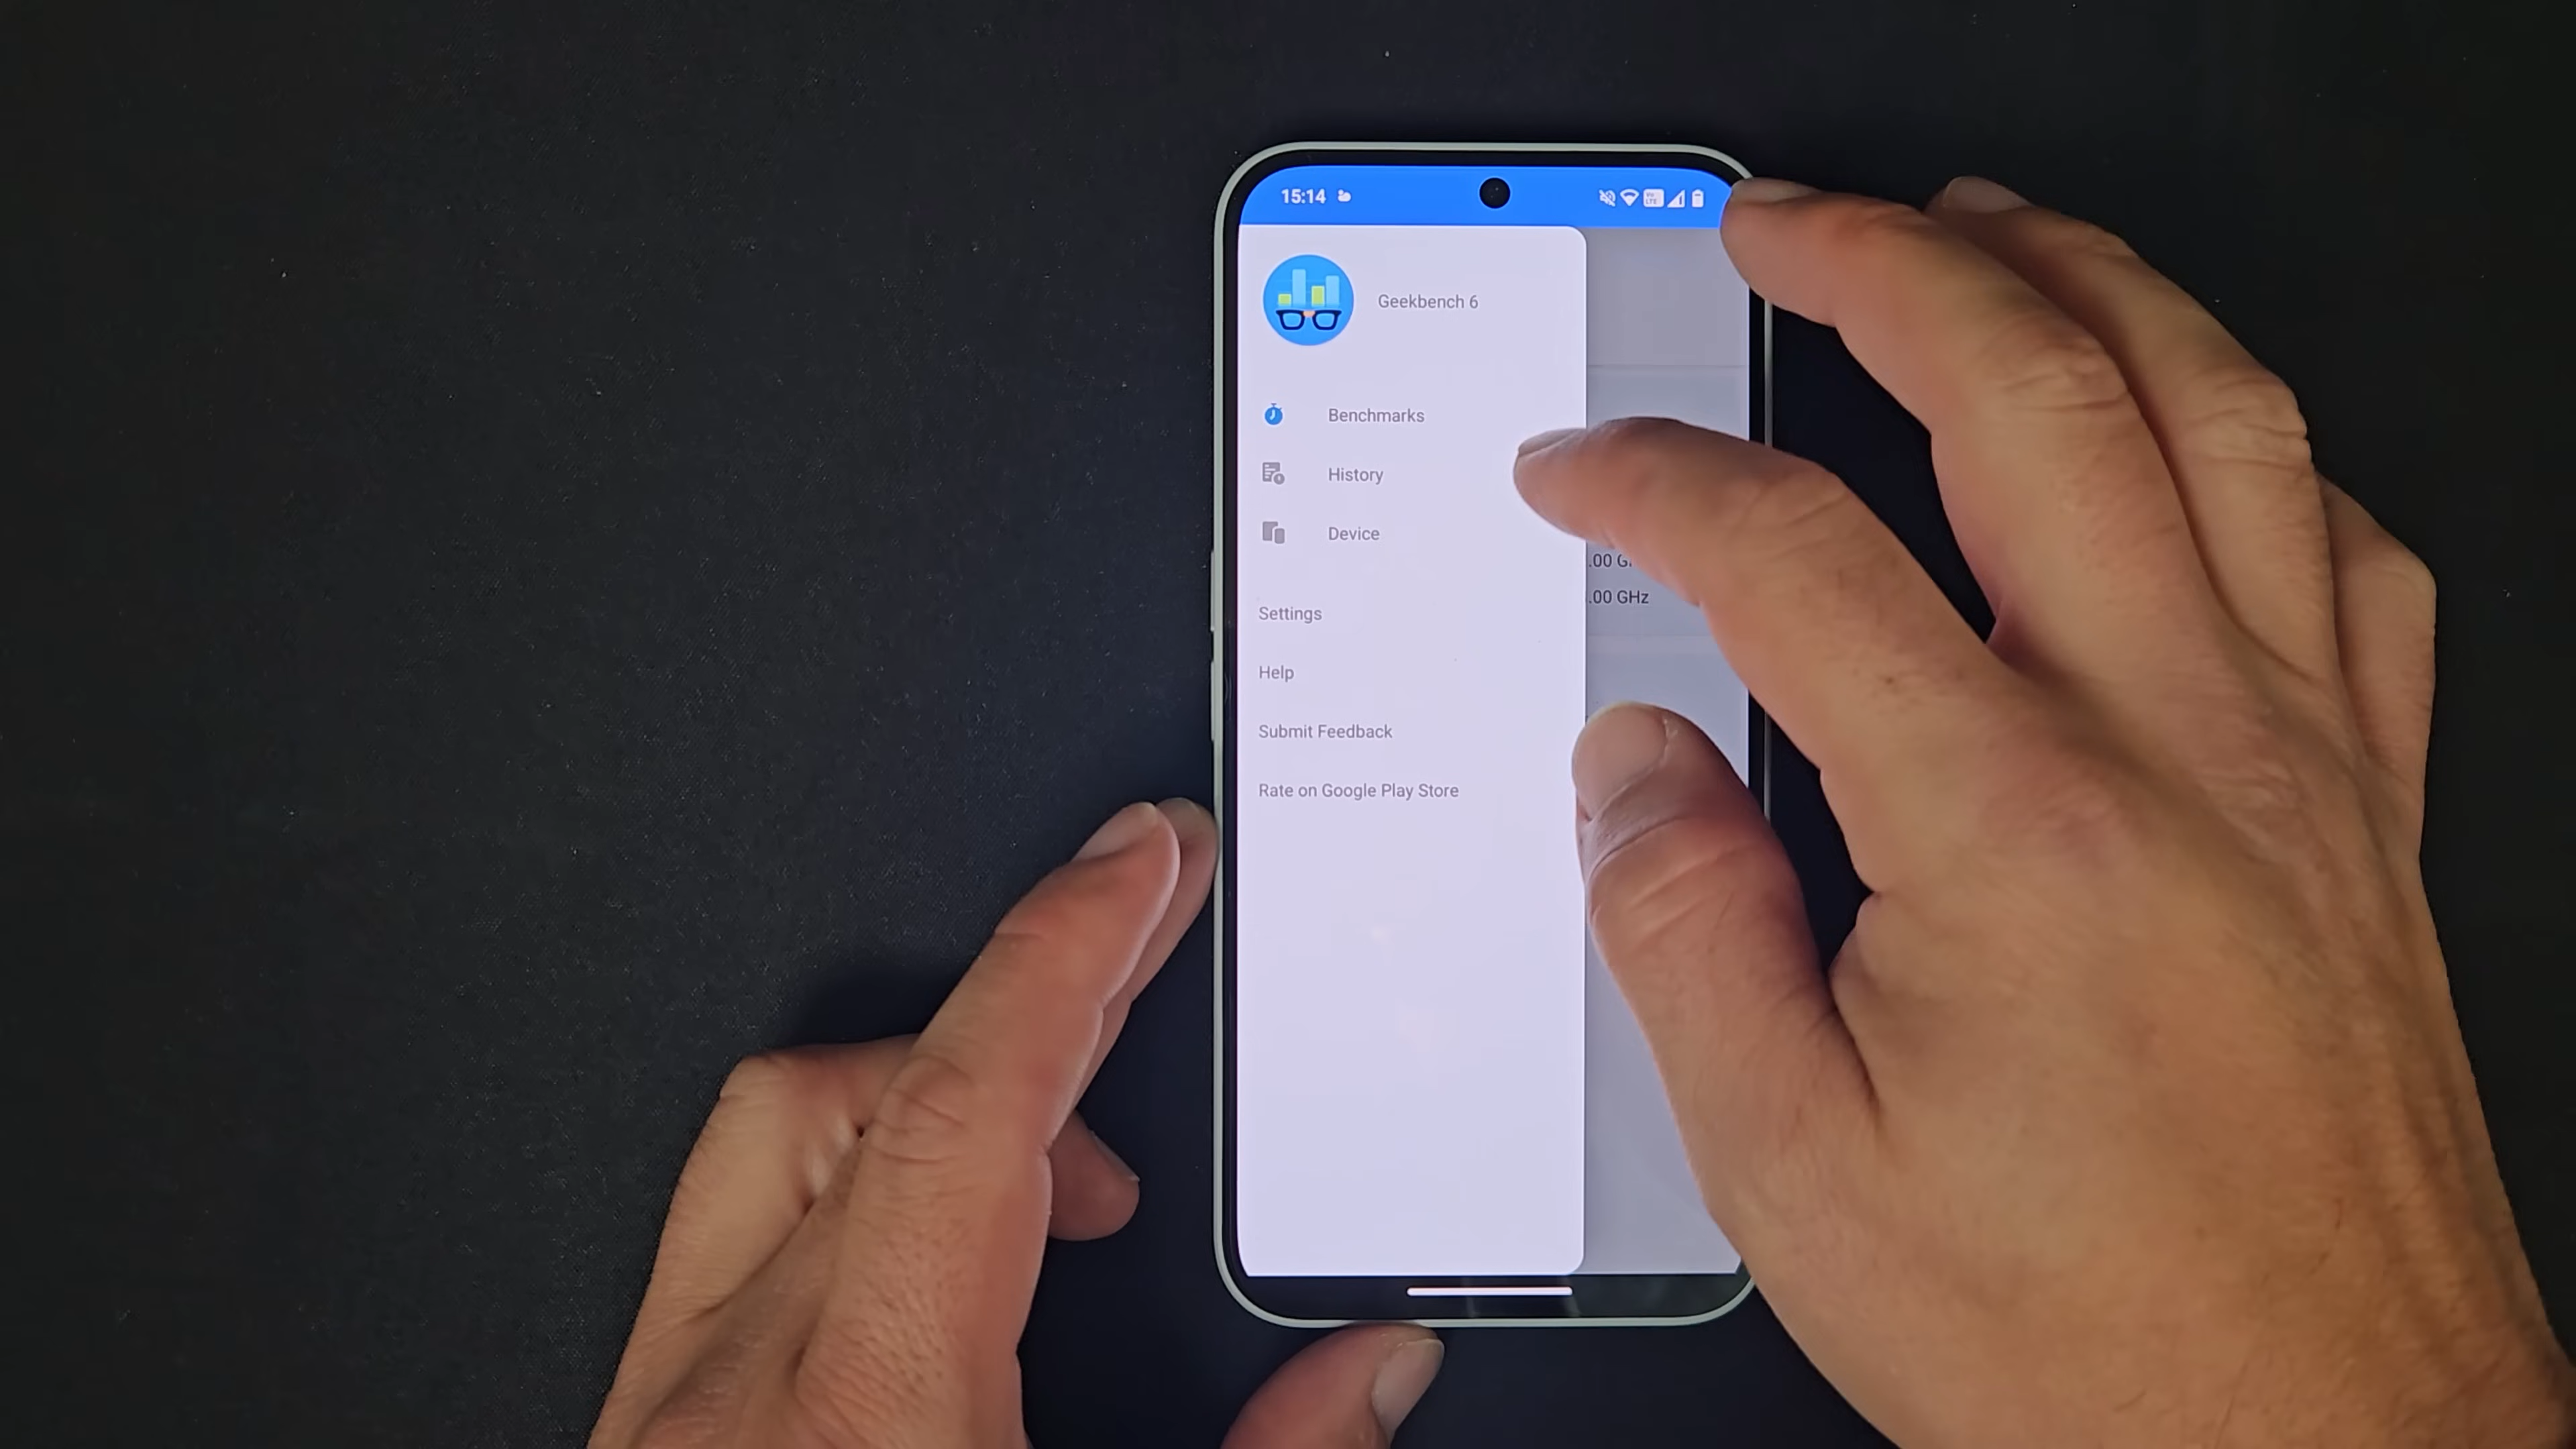 15:14
Geekbench 6
Benchmarks
History
Device
.00 G
.00 GHz
Settings
Help
Submit Feedback
Rate on Google Play Store